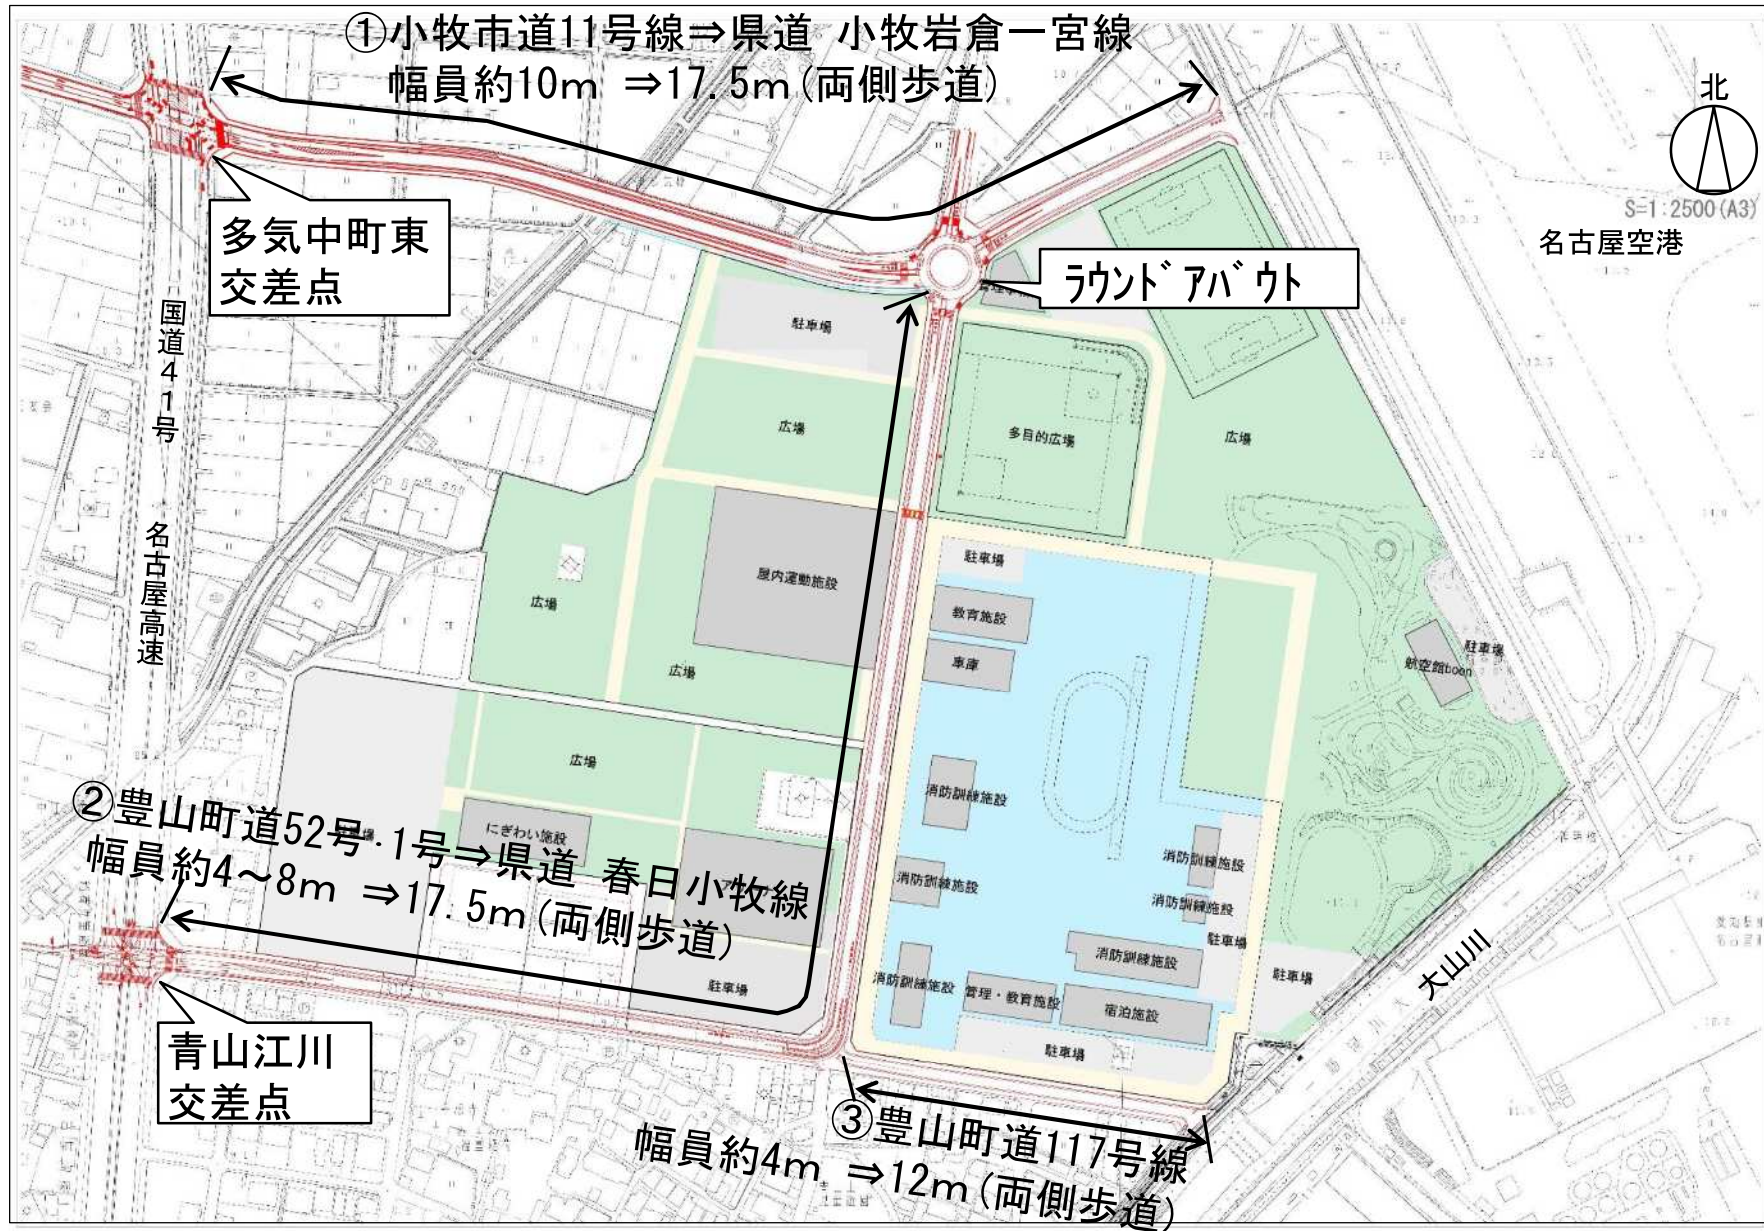 ①小牧市道11号線⇒県道 小牧岩倉一宮線
幅員約10m ⇒17.5m(両側歩道)
北
S=1:2500(A3)
名古屋空港
多気中町東
交差点
ラウンドアバウト
国道41号
名古屋高速
駐車場
広場
多目的広場
広場
屋内運動施設
広場
広場
駐車場
教育施設
車庫
駐車場
航空館boon
広場
にぎわい施設
消防訓練施設
消防訓練施設
消防訓練施設
消防訓練施設
駐車場
消防訓練施設
消防訓練施設
管理・教育施設
宿泊施設
駐車場
駐車場
駐車場
大山川
②豊山町道52号・1号⇒県道 春日小牧線
幅員約4～8m ⇒17.5m(両側歩道)
青山江川
交差点
③豊山町道117号線
幅員約4m ⇒12m(両側歩道)